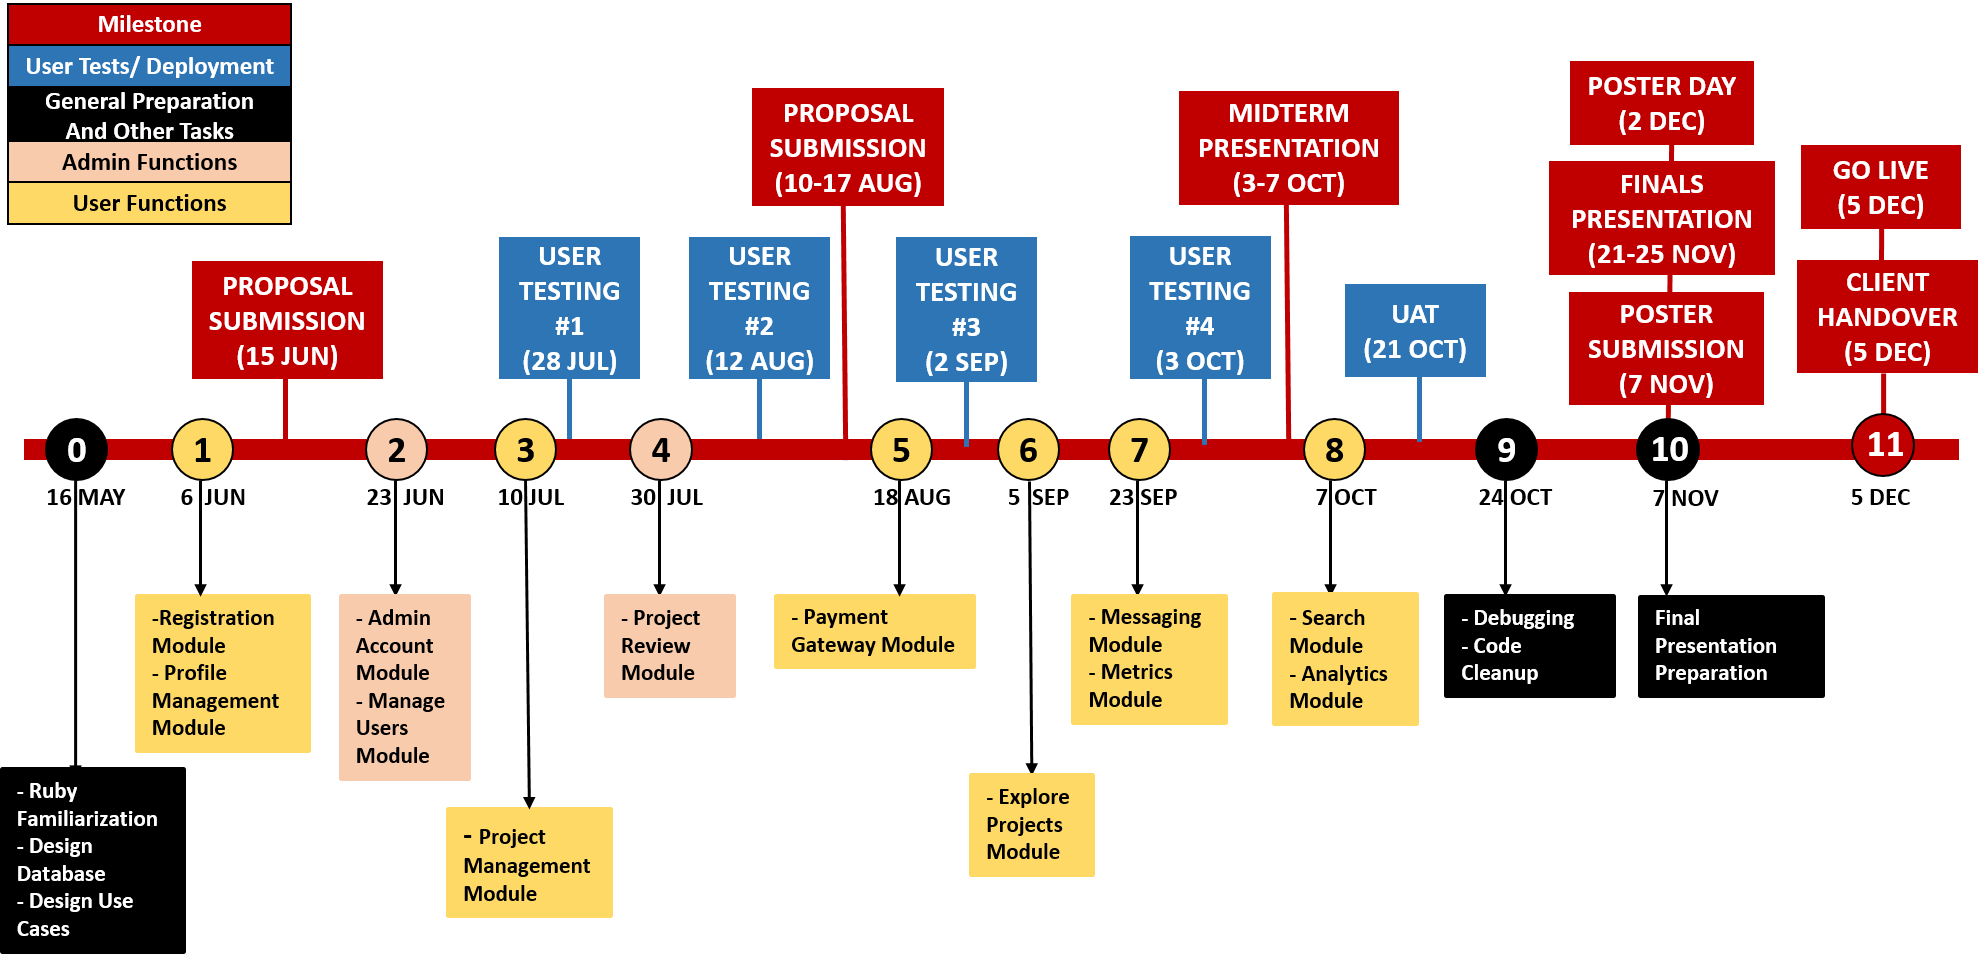 Milestone
User Tests/ Deployment
General Preparation
And Other Tasks
Admin Functions
User Functions
PROPOSAL
SUBMISSION
(15 JUN)
USER
TESTING
#1
(28 JUL)
USER
TESTING
#2
(12 AUG)
PROPOSAL
SUBMISSION
(10-17 AUG)
USER
TESTING
#3
(2 SEP)
USER
TESTING
#4
(3 OCT)
MIDTERM
PRESENTATION
(3-7 OCT)
UAT
(21 OCT)
POSTER DAY
(2 DEC)
FINALS
PRESENTATION
(21-25 NOV)
POSTER
SUBMISSION
(7 NOV)
GO LIVE
(5 DEC)
CLIENT
HANDOVER
(5 DEC)
0
1
2
3
4
5
6
7
8
9
10
11
16 MAY
6 JUN
23 JUN
10 JUL
30 JUL
18 AUG
5 SEP
23 SEP
7 OCT
24 OCT
7 NOV
5 DEC
- Ruby
Familiarization
- Design
Database
- Design Use
Cases
-Registration
Module
- Profile
Management
Module
- Admin
Account
Module
- Manage
Users
Module
- Project
Management
Module
- Project
Review
Module
- Payment
Gateway Module
- Explore
Projects
Module
- Messaging
Module
- Metrics
Module
- Search
Module
- Analytics
Module
- Debugging
- Code
Cleanup
Final
Presentation
Preparation